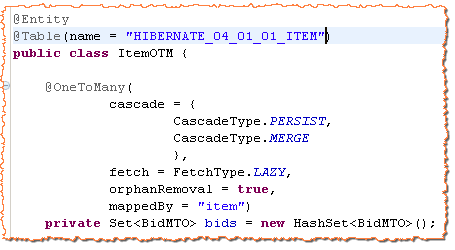 @Entity
@Table(name = "HIBERNATE_04_01_01_ITEM")
public class ItemOTM {
@OneToMany(
cascade = {
CascadeType.PERSIST,
CascadeType.MERGE
},
fetch = FetchType.LAZY,
orphanRemoval = true,
mappedBy = "item")
private Set<BidMTO> bids = new HashSet<BidMTO>();